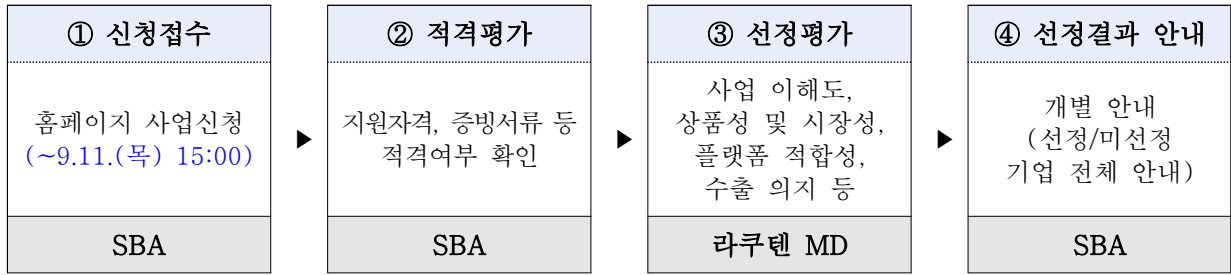 ① 신청접수
홈페이지 사업신청
(~9.11.(목) 15:00)
SBA
▶
② 적격평가
지원자격, 증빙서류 등
적격여부 확인
SBA
▶
③ 선정평가
사업 이해도,
상품성 및 시장성,
플랫폼 적합성,
수출 의지 등
라쿠텐 MD
▶
④ 선정결과 안내
개별 안내
(선정/미선정
기업 전체 안내)
SBA